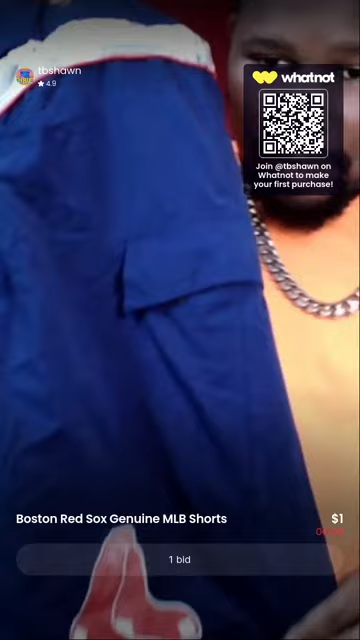 tbshawn
★ 4.9
whatnot
Join @tbshawn on
Whatnot to make
your first purchase!
Boston Red Sox Genuine MLB Shorts
$1
1 bid